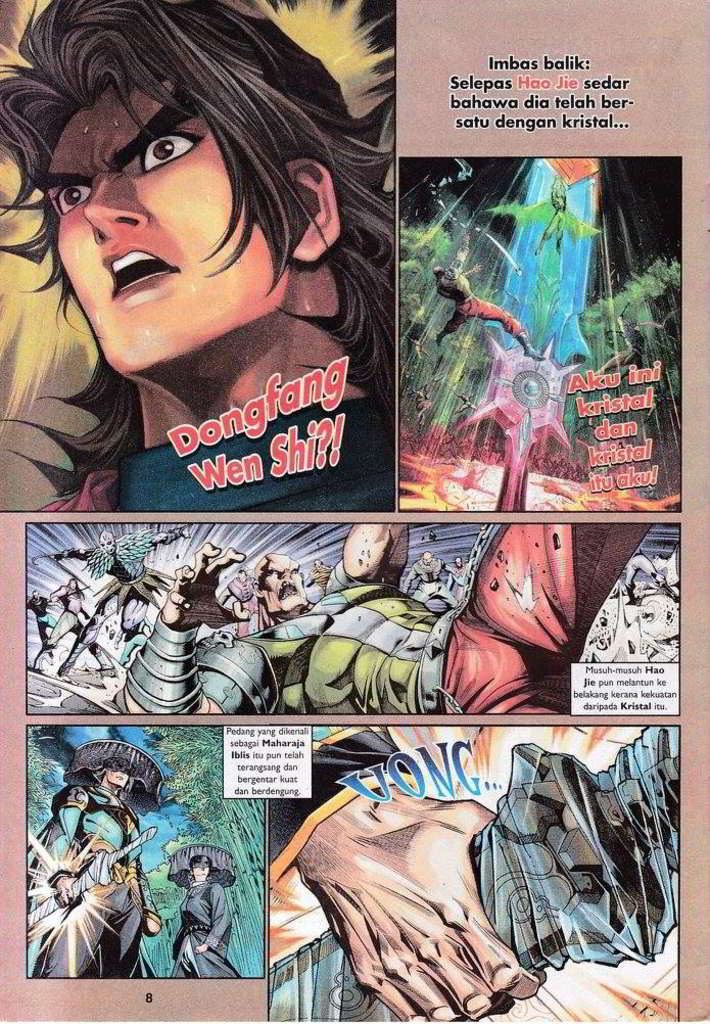 Imbas balik:
Selepas Hao Jie sedar
bahawa dia telah ber-
satu dengan kristal...
Dongfang
Wen Shi?!
Aku ini
kristal
dan
kristal
itu aku!
Musuh-musuh Hao
Jie pun melantun ke
belakang kerana kekuatan
daripada Kristal itu.
Pedang yang dikenali
sebagai Maharaja
Iblis itu pun telah
terangsang dan
bergentar kuat
dan berdengung.
UONG...
8